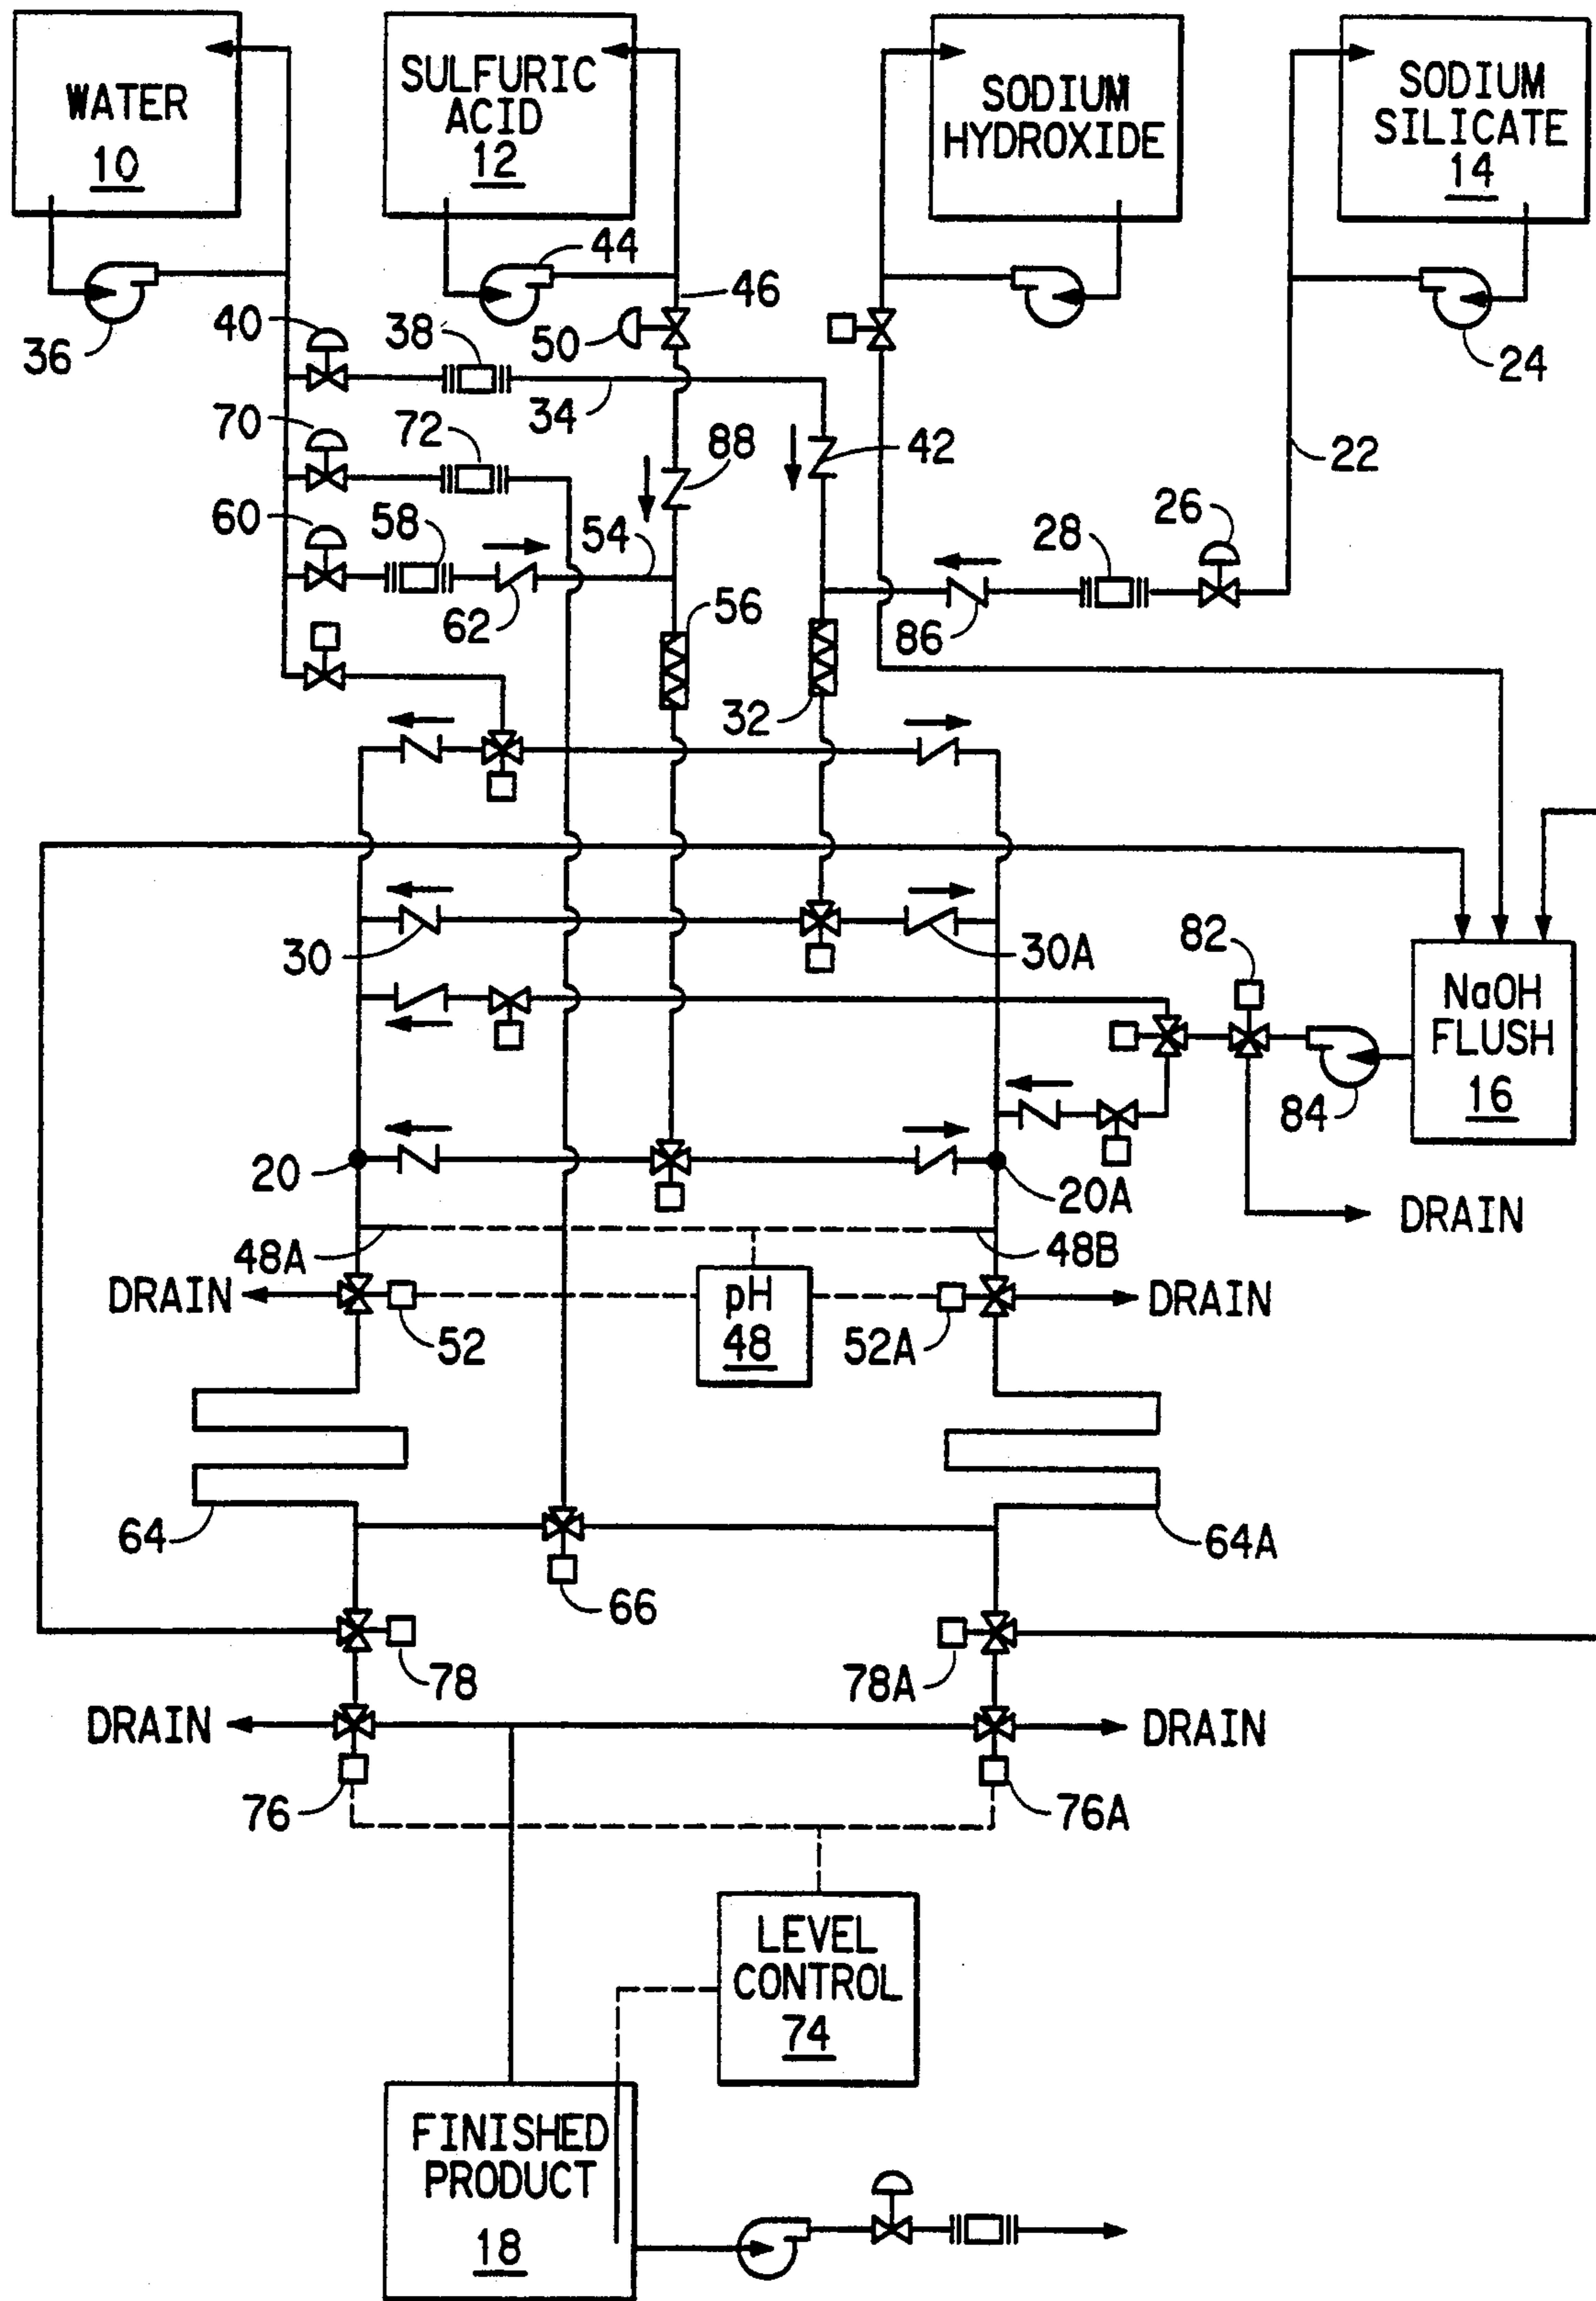 WATER
10
SULFURIC
ACID
12
SODIUM
HYDROXIDE
SODIUM
SILICATE
14
44
46
36
40
38
50
24
34
70
72
88
42
22
60
58
54
26
28
62
56
86
32
30
30A
82
NaOH
FLUSH
16
84
20
20A
DRAIN
48A
48B
DRAIN
52
pH
48
52A
DRAIN
64
64A
66
78
78A
DRAIN
DRAIN
76
76A
LEVEL
CONTROL
74
FINISHED
PRODUCT
18